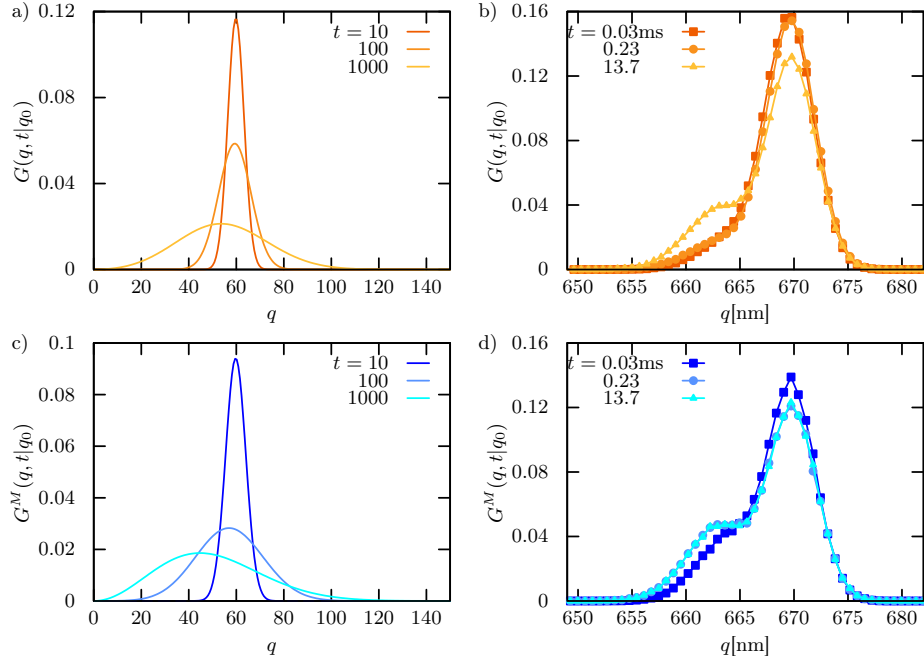 a)
G(q, t|q₀)
0.12
0.08
0.04
0
t = 10
100
1000
0 20 40 60 80 100 120 140
q
b)
G(q, t|q₀)
0.16
0.12
0.08
0.04
0
t = 0.03ms
0.23
13.7
650 655 660 665 670 675 680
q[nm]
c)
Gᴹ(q, t|q₀)
0.1
0.08
0.06
0.04
0.02
0
t = 10
100
1000
0 20 40 60 80 100 120 140
q
d)
Gᴹ(q, t|q₀)
0.16
0.12
0.08
0.04
0
t = 0.03ms
0.23
13.7
650 655 660 665 670 675 680
q[nm]